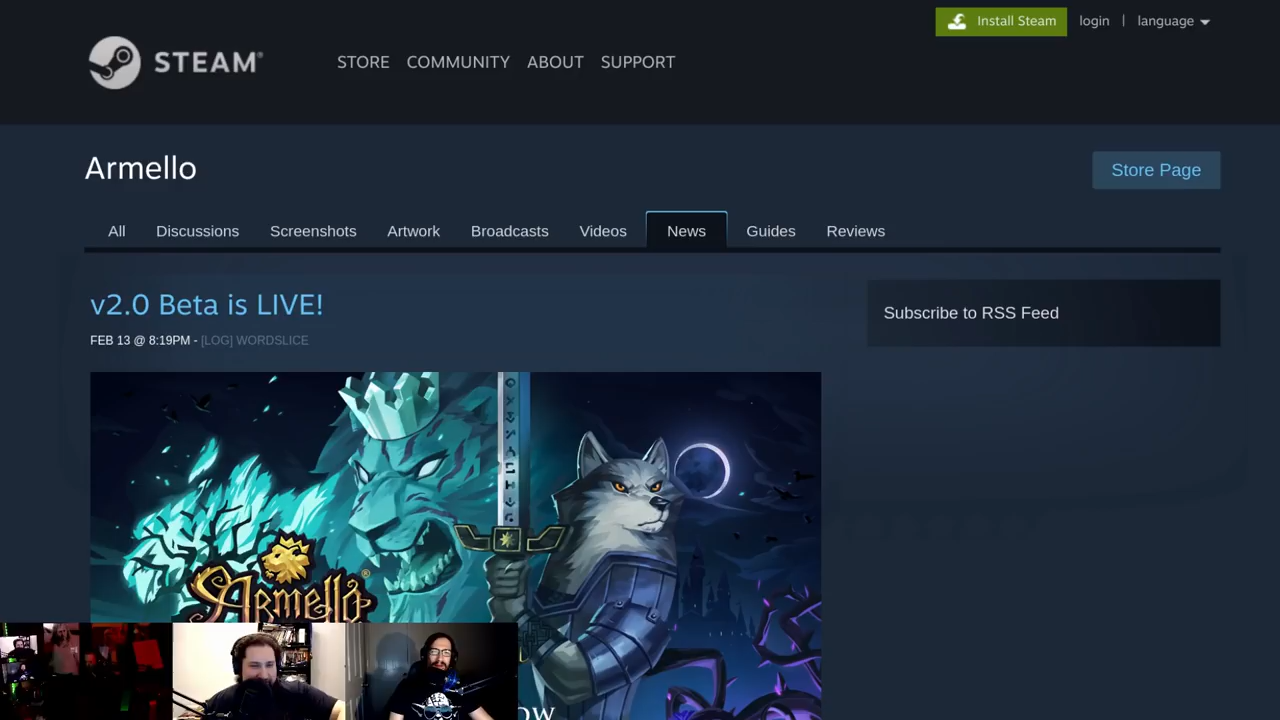 Install Steam
login
|
language
STEAM®
STORE
COMMUNITY
ABOUT
SUPPORT
Armello
Store Page
All
Discussions
Screenshots
Artwork
Broadcasts
Videos
News
Guides
Reviews
v2.0 Beta is LIVE!
FEB 13 @ 8:19PM - [LOG] WORDSLICE
Subscribe to RSS Feed
ARMELLO®